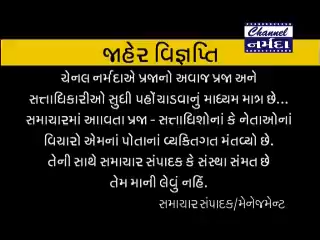 Channel
નર્મદા
જાહેર વિજ્ઞપ્તિ
ચેનલ નર્મદાએ પ્રજાનો અવાજ પ્રજા અને
સત્તાધિકારીઓ સુધી પહોંચાડવાનું માધ્યમ માત્ર છે...
સમાચારમાં આવતા પ્રજા - સત્તાધિશોનાં કે નેતાઓનાં
વિચારો એમનાં પોતાનાં વ્યકિતગત મંતવ્યો છે.
તેની સાથે સમાચાર સંપાદક કે સંસ્થા સંમત છે
તેમ માની લેવું નહિં.
સમાચાર સંપાદક/મેનેજમેન્ટ